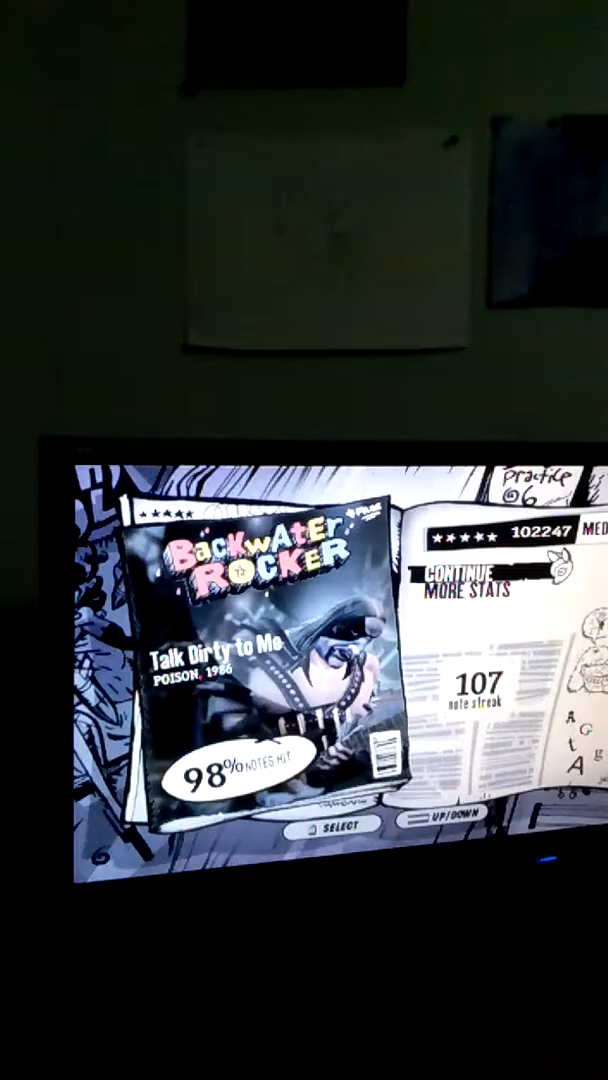 practice
BackwAtEr
ROCKER
102247 MED
CONTINUE
MORE STATS
Talk Dirty to Me
POISON, 1986
107
note streak
98% NOTES HIT
SELECT
UP/DOWN